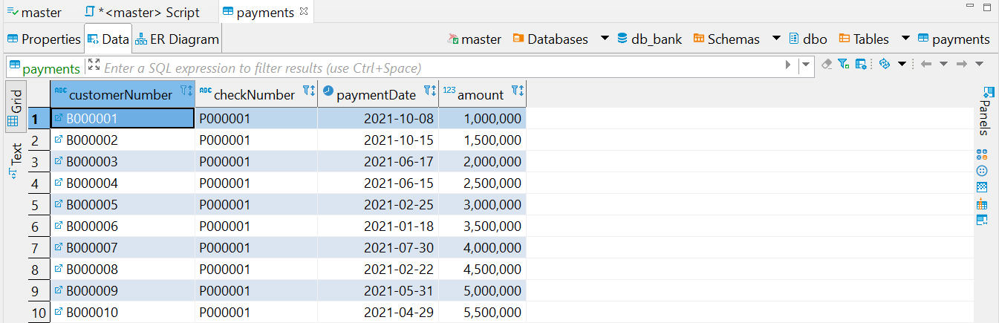 master *<master> Script payments
Properties Data ER Diagram master Databases db_bank Schemas dbo Tables payments
payments Enter a SQL expression to filter results (use Ctrl+Space)
Grid
Text
Panels
ABC customerNumber ABC checkNumber paymentDate 123 amount
1 B000001 P000001 2021-10-08 1,000,000
2 B000002 P000001 2021-10-15 1,500,000
3 B000003 P000001 2021-06-17 2,000,000
4 B000004 P000001 2021-06-15 2,500,000
5 B000005 P000001 2021-02-25 3,000,000
6 B000006 P000001 2021-01-18 3,500,000
7 B000007 P000001 2021-07-30 4,000,000
8 B000008 P000001 2021-02-22 4,500,000
9 B000009 P000001 2021-05-31 5,000,000
10 B000010 P000001 2021-04-29 5,500,000